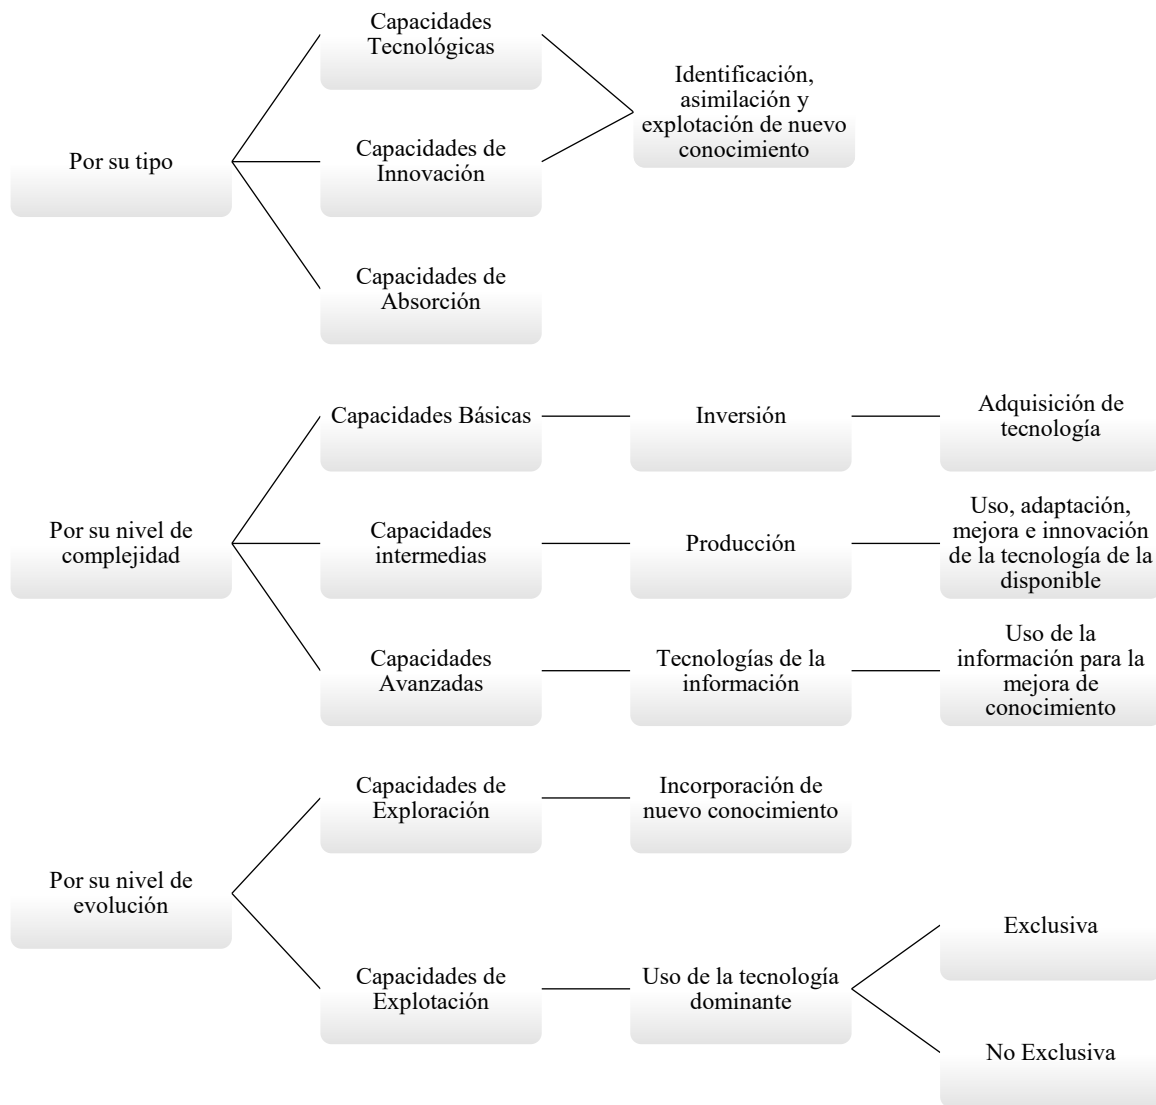 Capacidades
Tecnológicas
Identificación,
asimilación y
explotación de nuevo
conocimiento
Por su tipo
Capacidades de
Innovación
Capacidades de
Absorción
Capacidades Básicas
Inversión
Adquisición de
tecnología
Por su nivel de
complejidad
Capacidades
intermedias
Producción
Uso, adaptación,
mejora e innovación
de la tecnología de la
disponible
Capacidades
Avanzadas
Tecnologías de la
información
Uso de la
información para la
mejora de
conocimiento
Por su nivel de
evolución
Capacidades de
Exploración
Incorporación de
nuevo conocimiento
Capacidades de
Explotación
Uso de la tecnología
dominante
Exclusiva
No Exclusiva